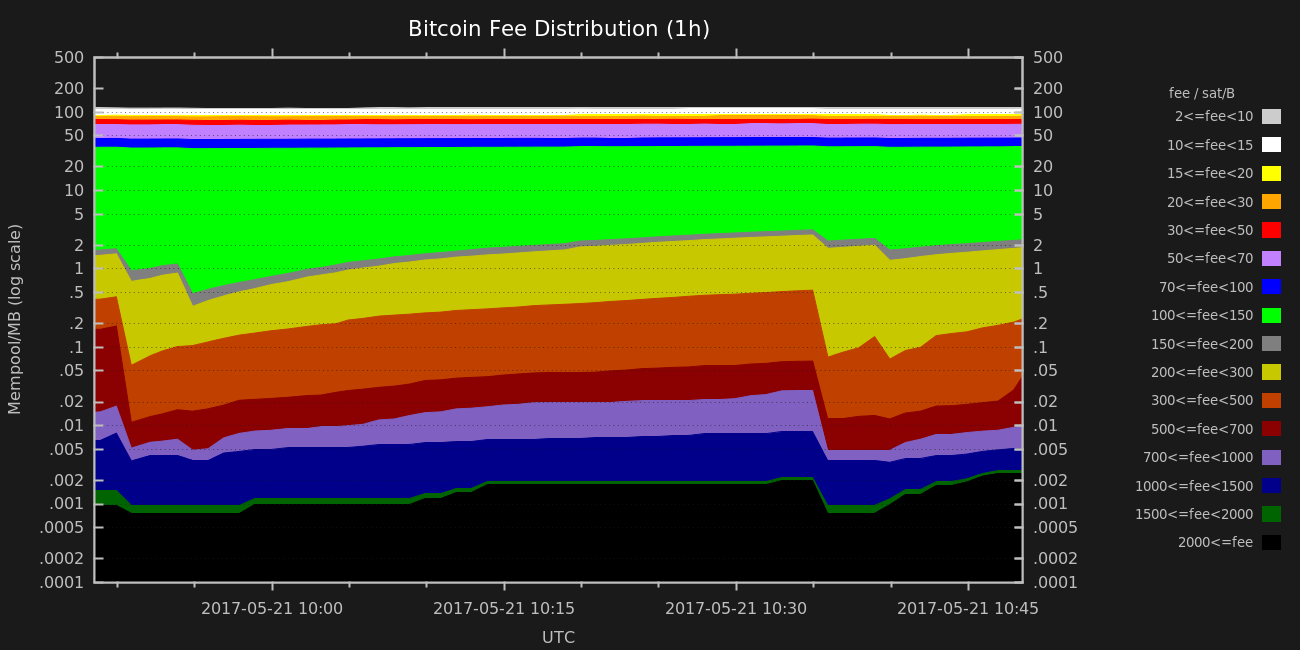 Bitcoin Fee Distribution (1h)
Mempool/MB (log scale)
500
200
100
50
20
10
5
2
1
.5
.2
.1
.05
.02
.01
.005
.002
.001
.0005
.0002
.0001
500
200
100
50
20
10
5
2
1
.5
.2
.1
.05
.02
.01
.005
.002
.001
.0005
.0002
.0001
fee / sat/B
2<=fee<10
10<=fee<15
15<=fee<20
20<=fee<30
30<=fee<50
50<=fee<70
70<=fee<100
100<=fee<150
150<=fee<200
200<=fee<300
300<=fee<500
500<=fee<700
700<=fee<1000
1000<=fee<1500
1500<=fee<2000
2000<=fee
2017-05-21 10:00 2017-05-21 10:15 2017-05-21 10:30 2017-05-21 10:45
UTC